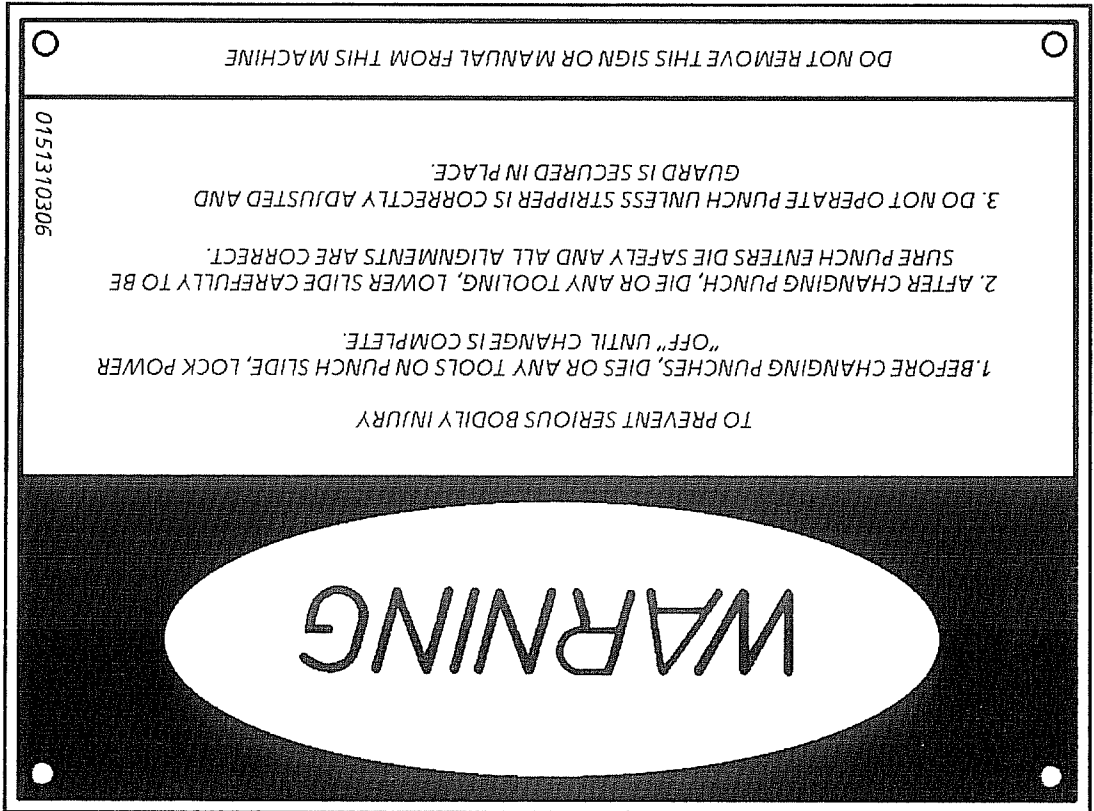 WARNING
TO PREVENT SERIOUS BODILY INJURY
1.BEFORE CHANGING PUNCHES, DIES OR ANY TOOLS ON PUNCH SLIDE, LOCK POWER
"OFF" UNTIL CHANGE IS COMPLETE.
2. AFTER CHANGING PUNCH, DIE OR ANY TOOLING, LOWER SLIDE CAREFULLY TO BE
SURE PUNCH ENTERS DIE SAFELY AND ALL ALIGNMENTS ARE CORRECT.
3. DO NOT OPERATE PUNCH UNLESS STRIPPER IS CORRECTLY ADJUSTED AND
GUARD IS SECURED IN PLACE.
0151310306
DO NOT REMOVE THIS SIGN OR MANUAL FROM THIS MACHINE